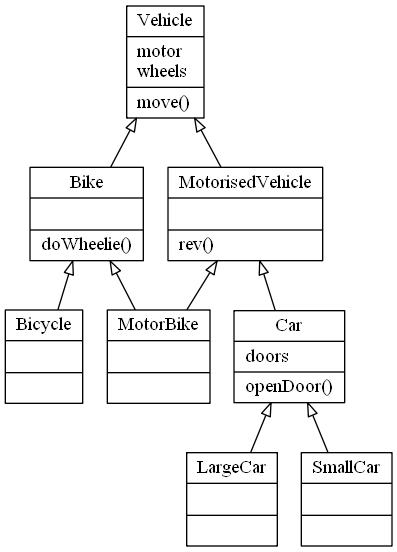 Vehicle
motor
wheels
move()
Bike
doWheelie()
MotorisedVehicle
rev()
Bicycle
MotorBike
Car
doors
openDoor()
LargeCar
SmallCar